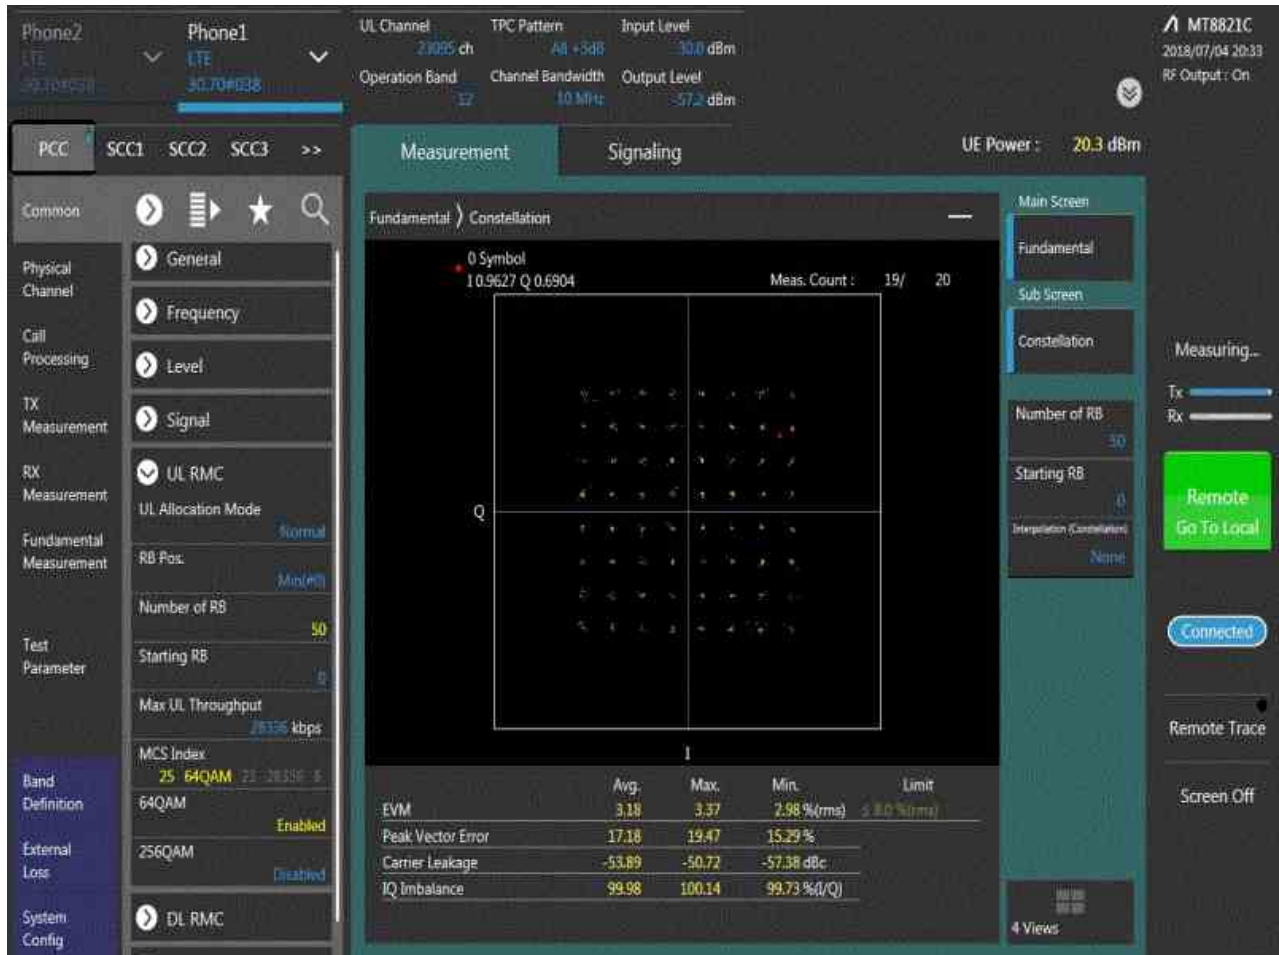 Phone2
LTE
Phone1
LTE
30.70#038
UL Channel
23095 ch
TPC Pattern
All +3dB
Input Level
30.0 dBm
Operation Band
12
Channel Bandwidth
10 MHz
Output Level
-57.2 dBm
MT8821C
2018/07/04 20:33
RF Output : On
PCC SCC1 SCC2 SCC3 >>
Measurement Signaling
UE Power : 20.3 dBm
Common
Physical
Channel
Call
Processing
TX
Measurement
RX
Measurement
Fundamental
Measurement
Test
Parameter
Band
Definition
External
Loss
System
Config
General
Frequency
Level
Signal
UL RMC
UL Allocation Mode
Normal
RB Pos.
Min(#0)
Number of RB
50
Starting RB
0
Max UL Throughput
28336 kbps
MCS Index
25 64QAM 23 28336 6
64QAM
Enabled
256QAM
Disabled
DL RMC
Fundamental Constellation
0 Symbol
I 0.9627 Q 0.6904
Meas. Count : 19/ 20
Q
I
Avg. Max. Min. Limit
EVM 3.18 3.37 2.98 %(rms) ≤ 8.0 %(rms)
Peak Vector Error 17.18 19.47 15.29 %
Carrier Leakage -53.89 -50.72 -57.38 dBc
IQ Imbalance 99.98 100.14 99.73 %(I/Q)
Main Screen
Fundamental
Sub Screen
Constellation
Number of RB
50
Starting RB
0
Interpolation (Constellation)
None
4 Views
Measuring...
Tx
Rx
Remote
Go To Local
Connected
Remote Trace
Screen Off